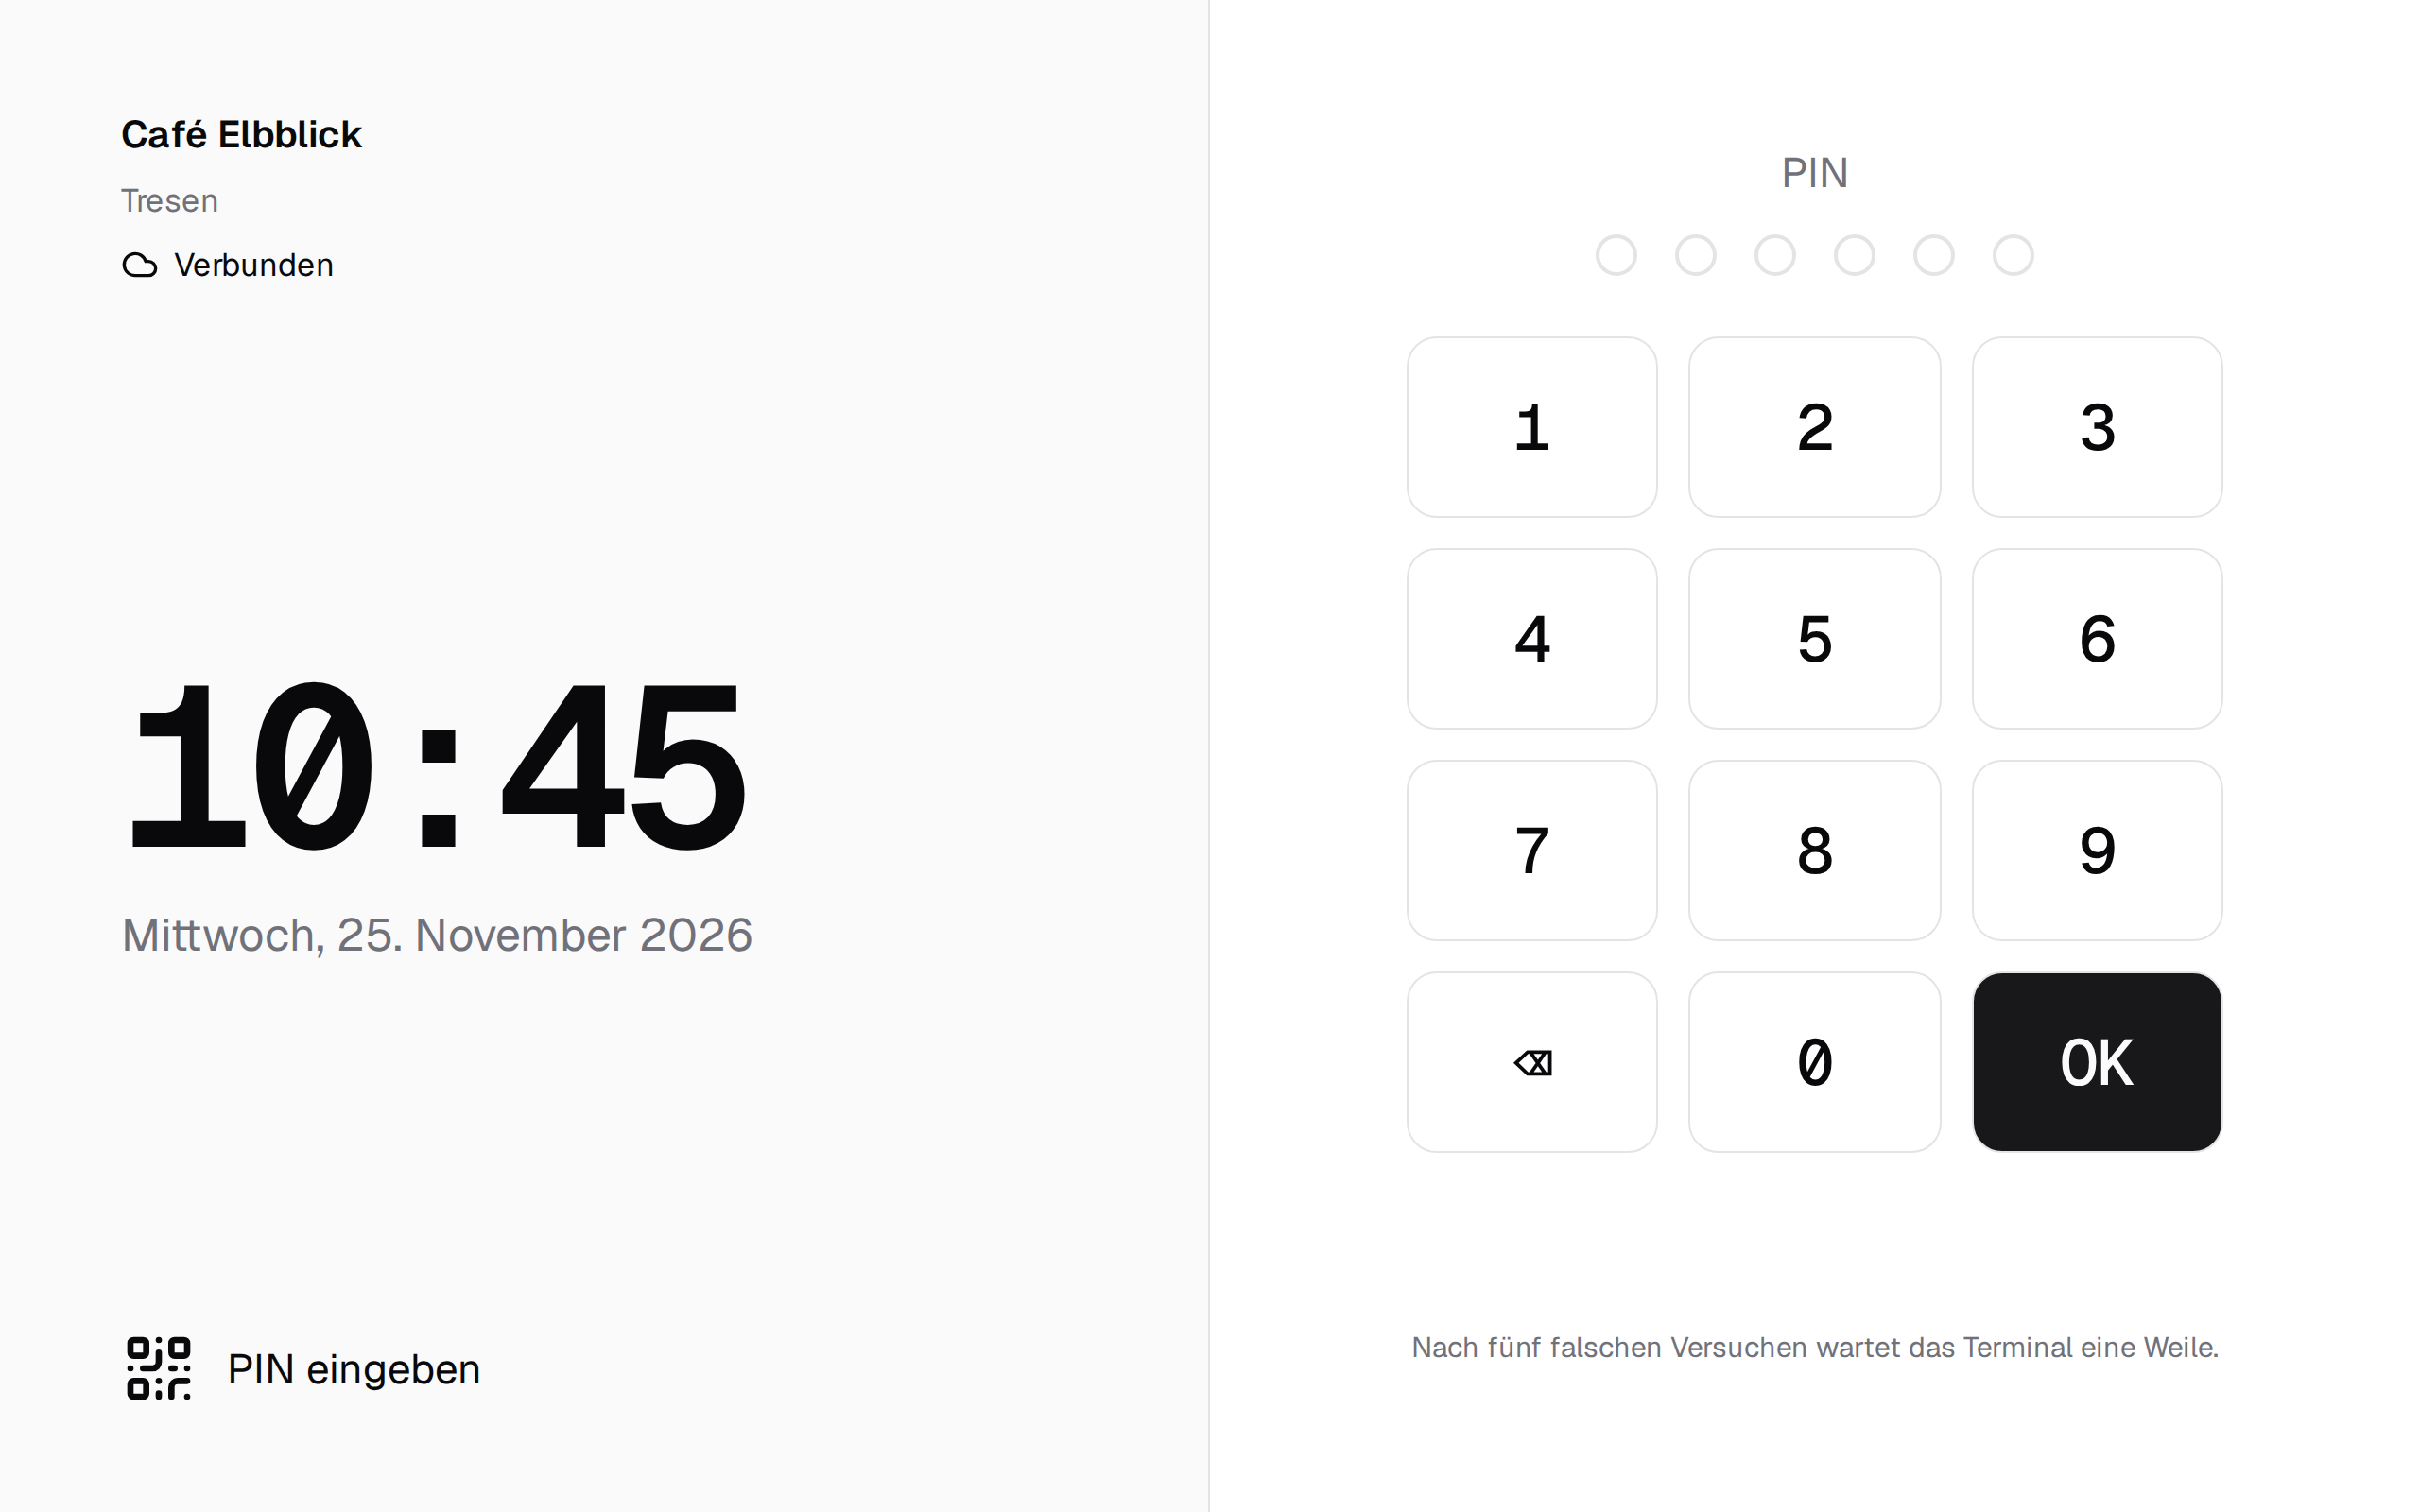 Café Elbblick
Tresen
Verbunden
10:45
Mittwoch, 25. November 2026
PIN eingeben
PIN
1 2 3
4 5 6
7 8 9
⌫ 0 OK
Nach fünf falschen Versuchen wartet das Terminal eine Weile.